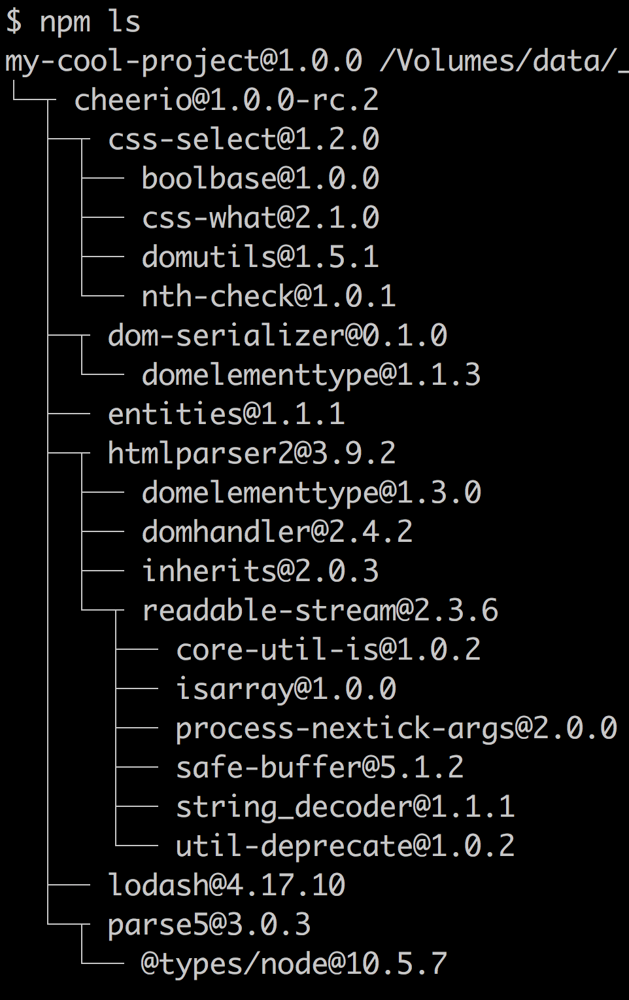 $ npm ls
my-cool-project@1.0.0 /Volumes/data/_
cheerio@1.0.0-rc.2
css-select@1.2.0
boolbase@1.0.0
css-what@2.1.0
domutils@1.5.1
nth-check@1.0.1
dom-serializer@0.1.0
domelementtype@1.1.3
entities@1.1.1
htmlparser2@3.9.2
domelementtype@1.3.0
domhandler@2.4.2
inherits@2.0.3
readable-stream@2.3.6
core-util-is@1.0.2
isarray@1.0.0
process-nextick-args@2.0.0
safe-buffer@5.1.2
string_decoder@1.1.1
util-deprecate@1.0.2
lodash@4.17.10
parse5@3.0.3
@types/node@10.5.7